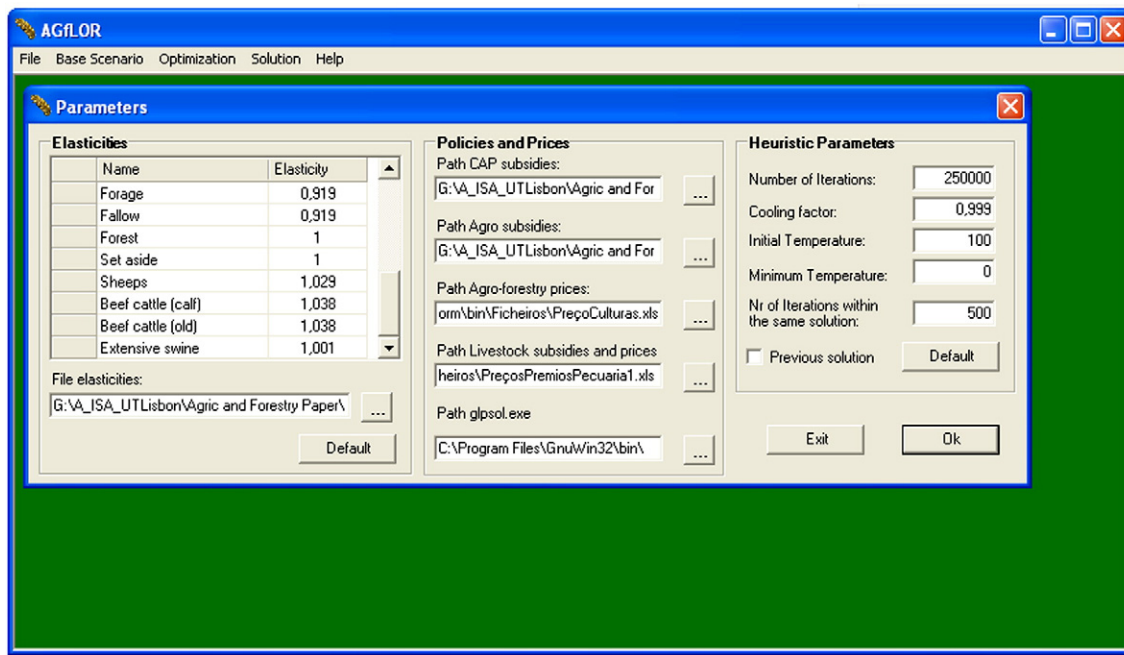 AGfLOR
File Base Scenario Optimization Solution Help
Parameters
Elasticities
Name Elasticity
Forage 0,919
Fallow 0,919
Forest 1
Set aside 1
Sheeps 1,029
Beef cattle (calf) 1,038
Beef cattle (old) 1,038
Extensive swine 1,001
File elasticities:
G:\A_ISA_UTLisbon\Agric and Forestry Paper\ ...
Default
Policies and Prices
Path CAP subsidies:
G:\A_ISA_UTLisbon\Agric and For ...
Path Agro subsidies:
G:\A_ISA_UTLisbon\Agric and For ...
Path Agro-forestry prices:
orm\bin\Ficheiros\PreçoCulturas.xls ...
Path Livestock subsidies and prices
heiros\PreçosPremiosPecuaria1.xls ...
Path glpsol.exe
C:\Program Files\GnuWin32\bin\ ...
Heuristic Parameters
Number of Iterations: 250000
Cooling factor: 0,999
Initial Temperature: 100
Minimum Temperature: 0
Nr of Iterations within
the same solution: 500
Previous solution Default
Exit Ok